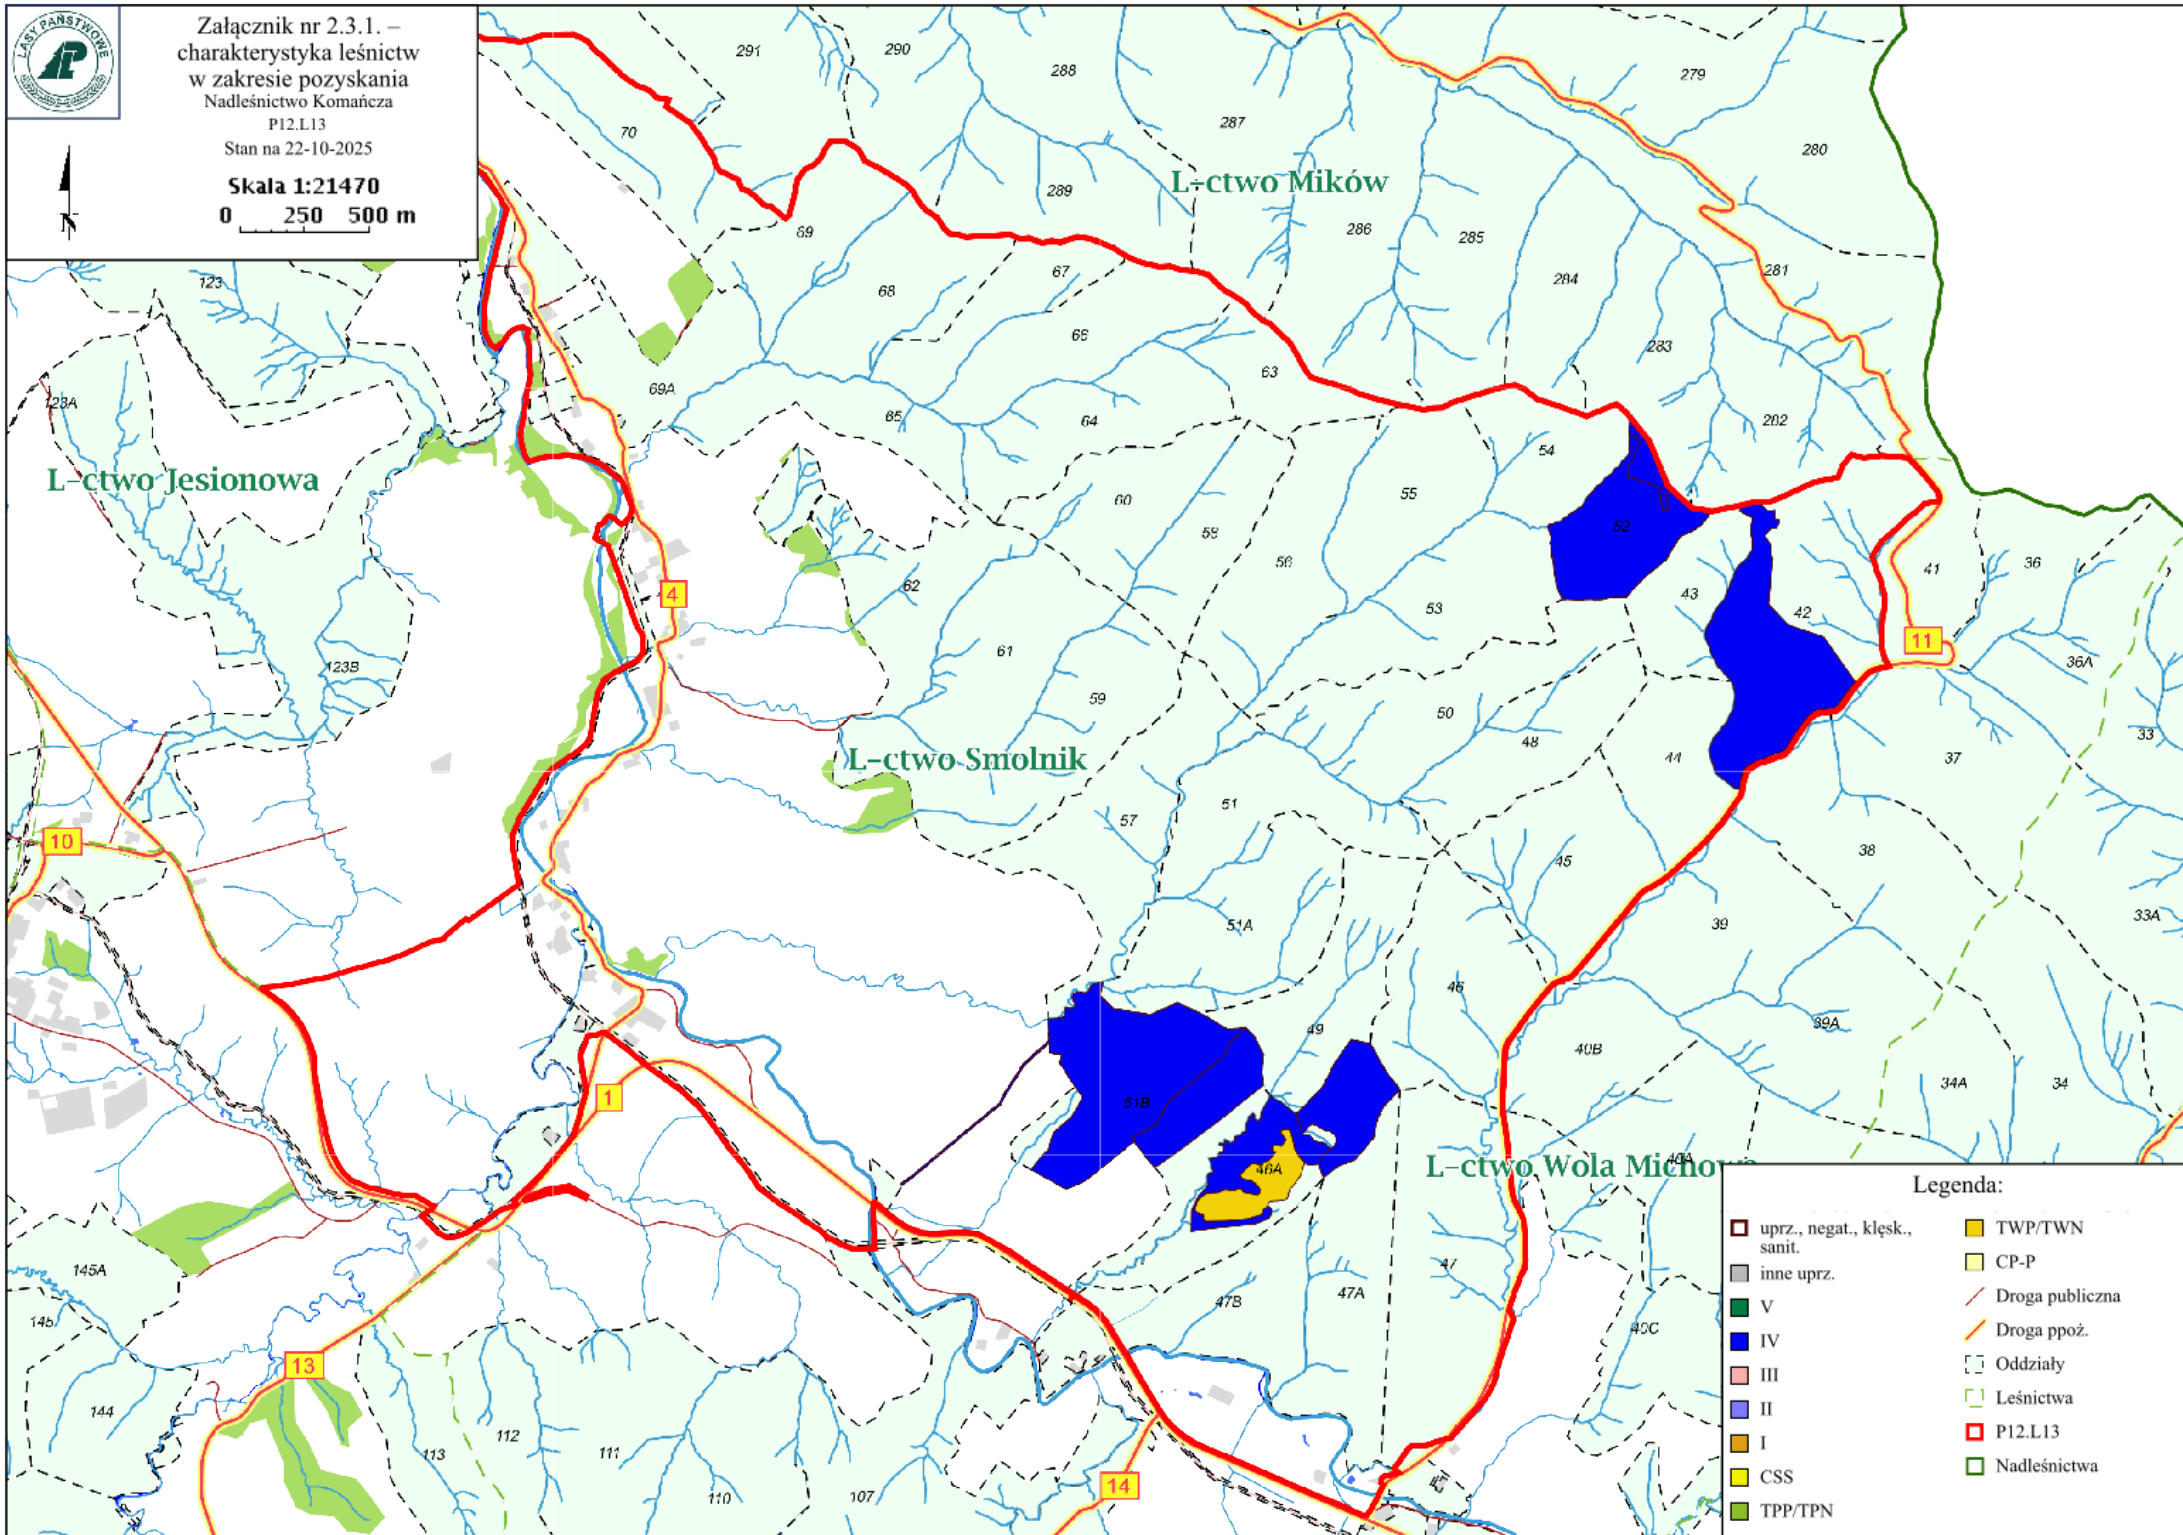 LASY PAŃSTWOWE
Załącznik nr 2.3.1. –
charakterystyka leśnictw
w zakresie pozyskania
Nadleśnictwo Komańcza
P12.L13
Stan na 22-10-2025
Skala 1:21470
0 250 500 m
N
291
290
288
279
70
287
280
289
L-ctwo Mików
69
286
285
123
67
281
68
284
66
283
63
69A
123A
65
64
282
54
L-ctwo Jesionowa
60
55
58
52
56
4
62
43
41
36
53
42
11
61
123B
36A
59
50
48
33
L-ctwo Smolnik
44
37
51
57
10
45
38
51A
39
33A
46
49
39A
40B
34A
34
1
51B
46A
L-ctwo Wola Michowa
40A
145A
47
47A
47B
145
40C
13
144
112
113
111
14
110
107
Legenda:
uprz., negat., klęsk.,
sanit.
inne uprz.
V
IV
III
II
I
CSS
TPP/TPN
TWP/TWN
CP-P
Droga publiczna
Droga ppoż.
Oddziały
Leśnictwa
P12.L13
Nadleśnictwa